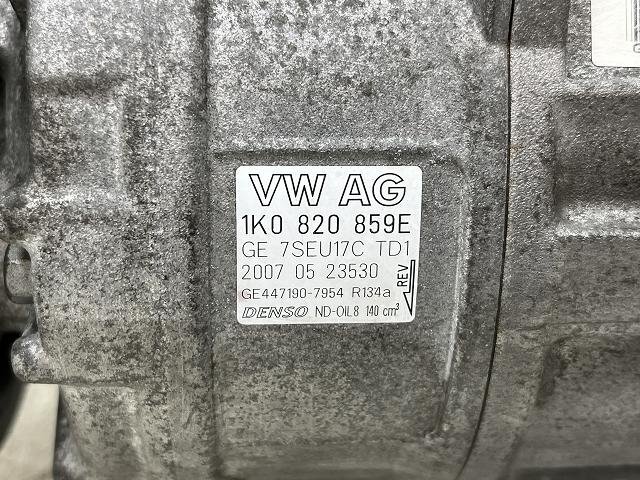 VW AG
1K0 820 859E
GE 7SEU17C TD1
2007 05 23530
GE447190-7954 R134a
REV
DENSO ND-OIL8 140 cm³